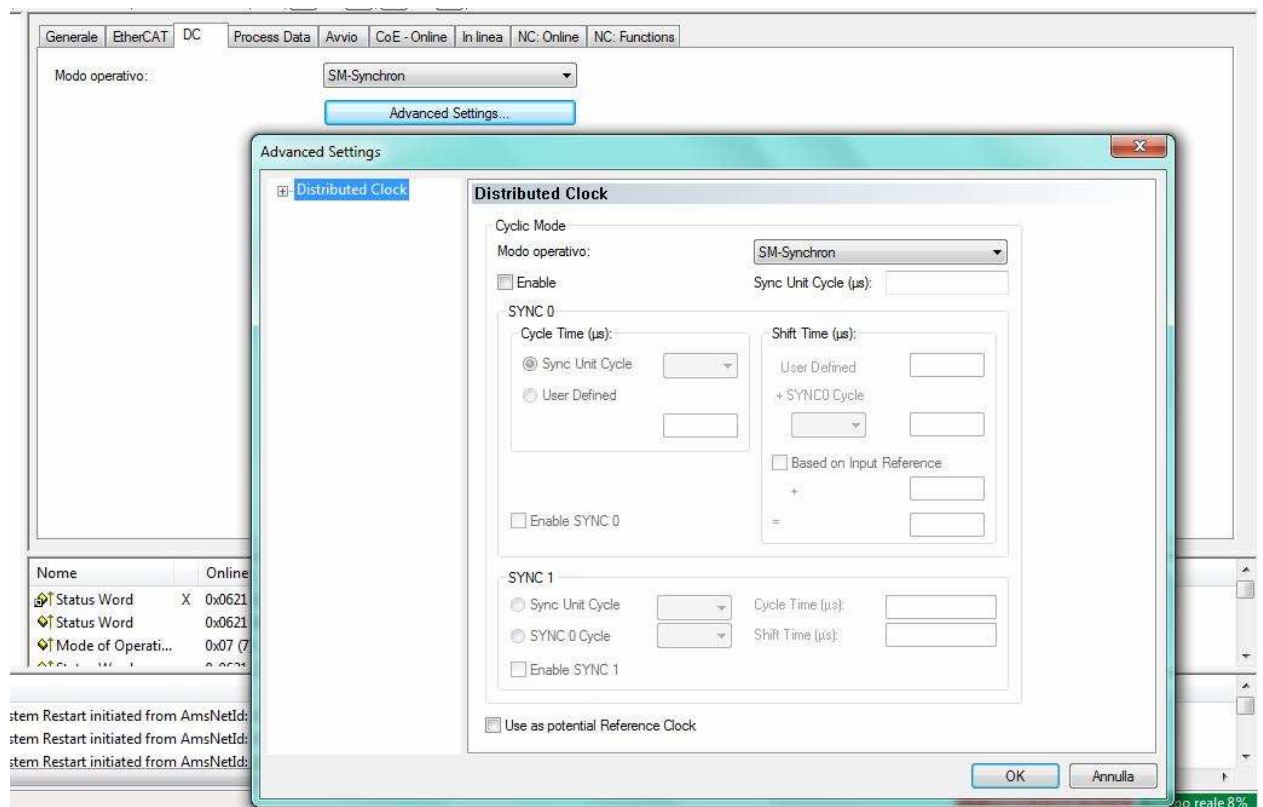 Generale EtherCAT DC Process Data Avvio CoE - Online In linea NC: Online NC: Functions
Modo operativo: SM-Synchron
Advanced Settings...
Advanced Settings
Distributed Clock
Distributed Clock
Cyclic Mode
Modo operativo: SM-Synchron
Enable Sync Unit Cycle (µs):
SYNC 0
Cycle Time (µs): Shift Time (µs):
Sync Unit Cycle User Defined
User Defined + SYNC0 Cycle
Based on Input Reference
+
Enable SYNC 0 =
SYNC 1
Sync Unit Cycle Cycle Time (µs):
SYNC 0 Cycle Shift Time (µs):
Enable SYNC 1
Use as potential Reference Clock
OK Annulla
Nome Online
Status Word X 0x0621
Status Word 0x0621
Mode of Operati... 0x07 (7
stem Restart initiated from AmsNetId:
stem Restart initiated from AmsNetId:
stem Restart initiated from AmsNetId:
reale 8%